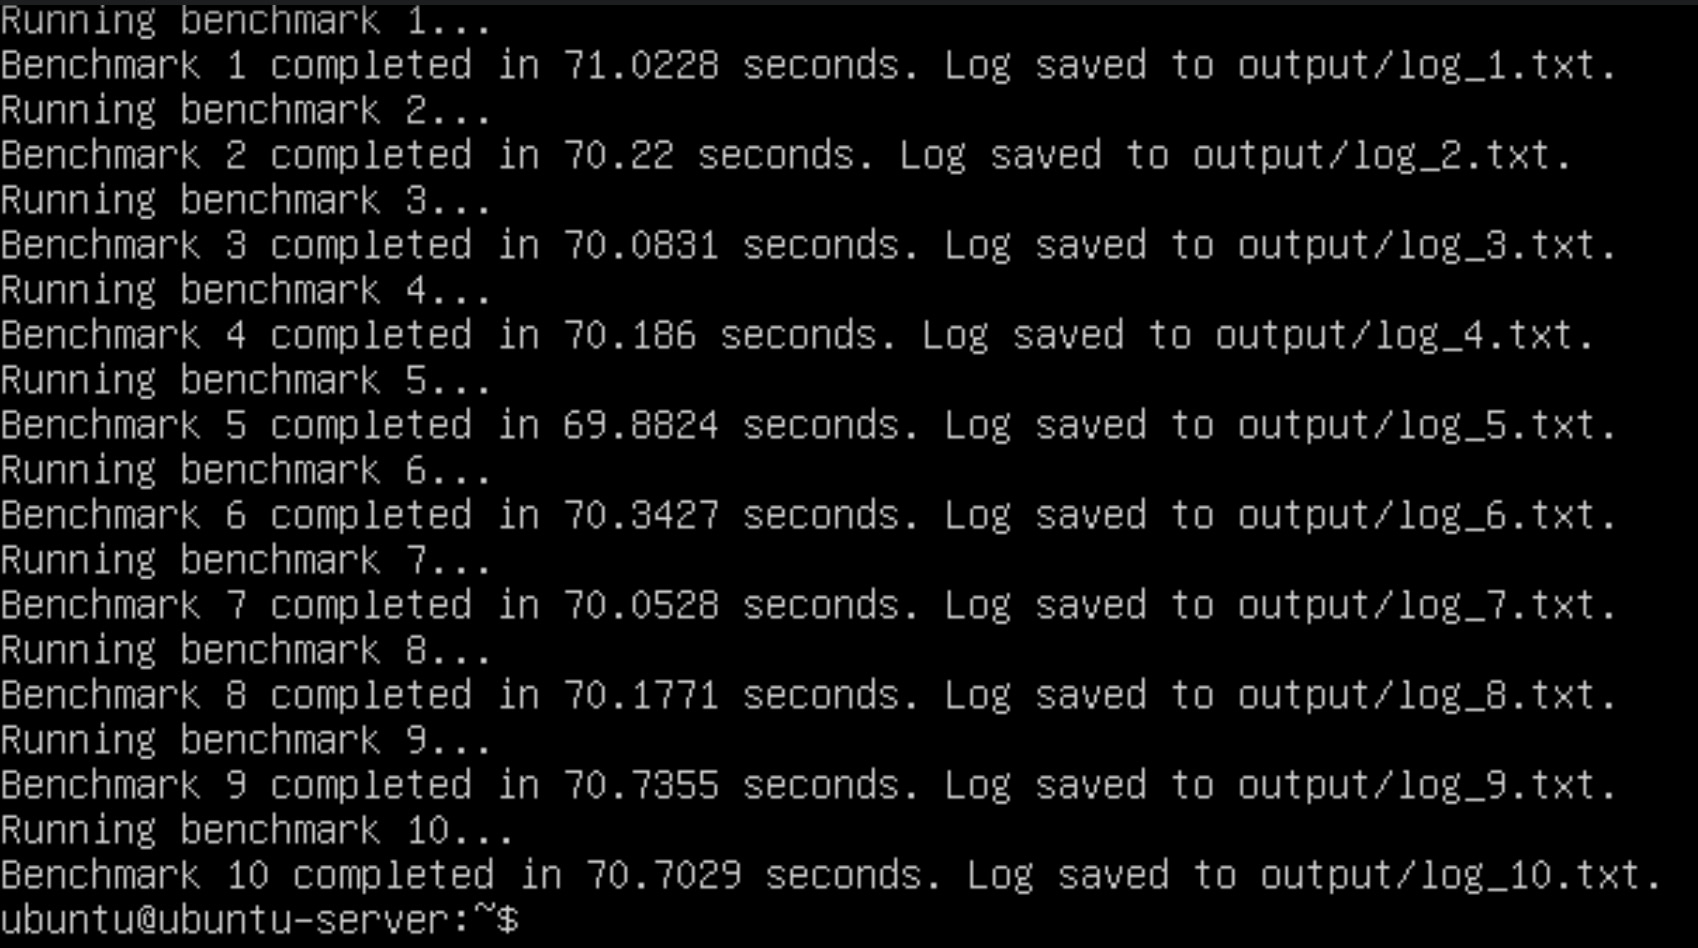 Running benchmark 1...
Benchmark 1 completed in 71.0228 seconds. Log saved to output/log_1.txt.
Running benchmark 2...
Benchmark 2 completed in 70.22 seconds. Log saved to output/log_2.txt.
Running benchmark 3...
Benchmark 3 completed in 70.0831 seconds. Log saved to output/log_3.txt.
Running benchmark 4...
Benchmark 4 completed in 70.186 seconds. Log saved to output/log_4.txt.
Running benchmark 5...
Benchmark 5 completed in 69.8824 seconds. Log saved to output/log_5.txt.
Running benchmark 6...
Benchmark 6 completed in 70.3427 seconds. Log saved to output/log_6.txt.
Running benchmark 7...
Benchmark 7 completed in 70.0528 seconds. Log saved to output/log_7.txt.
Running benchmark 8...
Benchmark 8 completed in 70.1771 seconds. Log saved to output/log_8.txt.
Running benchmark 9...
Benchmark 9 completed in 70.7355 seconds. Log saved to output/log_9.txt.
Running benchmark 10...
Benchmark 10 completed in 70.7029 seconds. Log saved to output/log_10.txt.
ubuntu@ubuntu-server:~$